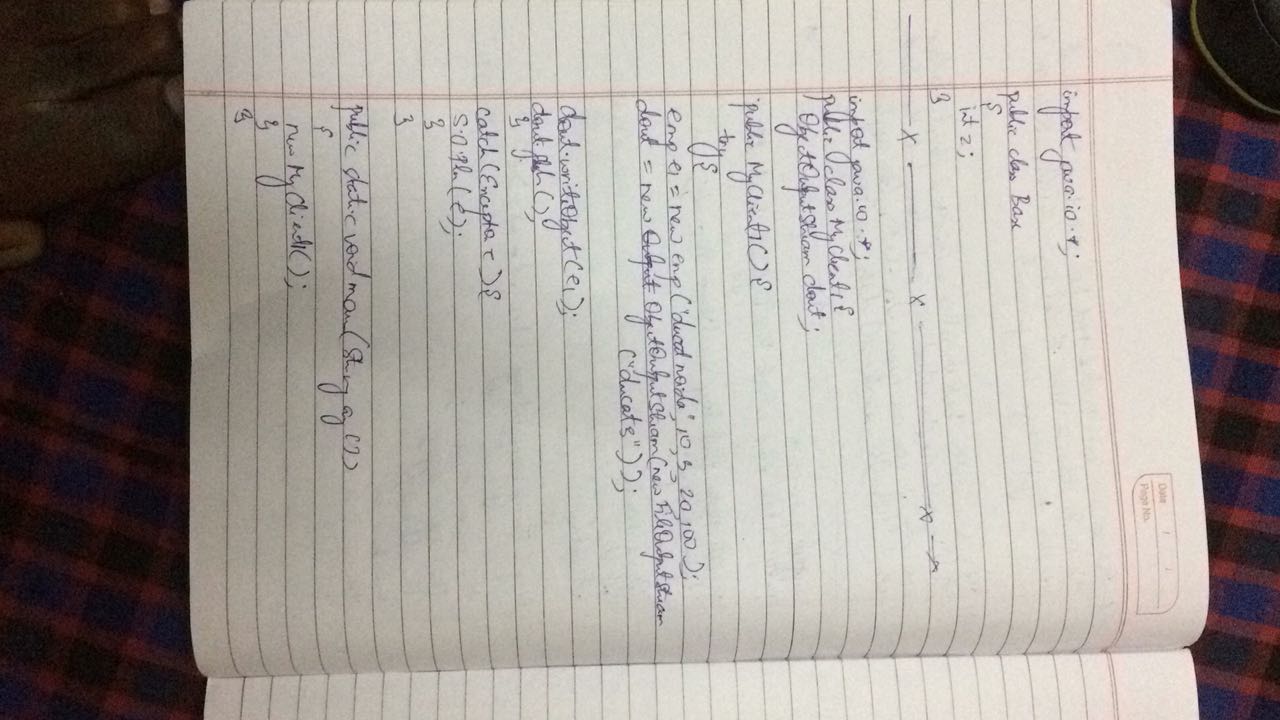 Date / /
Page No.
import java.io.*;
public class Base
{
int z;
}
import java.io.*;
public class MyClient1 {
ObjectOutputStream dout;
public MyClient1() {
try {
emp e1 = new emp ("ducat noida", 10, 5, 20, 100);
dout = new Output ObjectOutputStream(new FileOutputStream
("ducats"));
dout.writeObject(e1);
dout.flush();
}
catch (Exception e) {
S.O.Pln(e);
}
}
public static void main(String ag[])
{
new MyClient1();
}
}